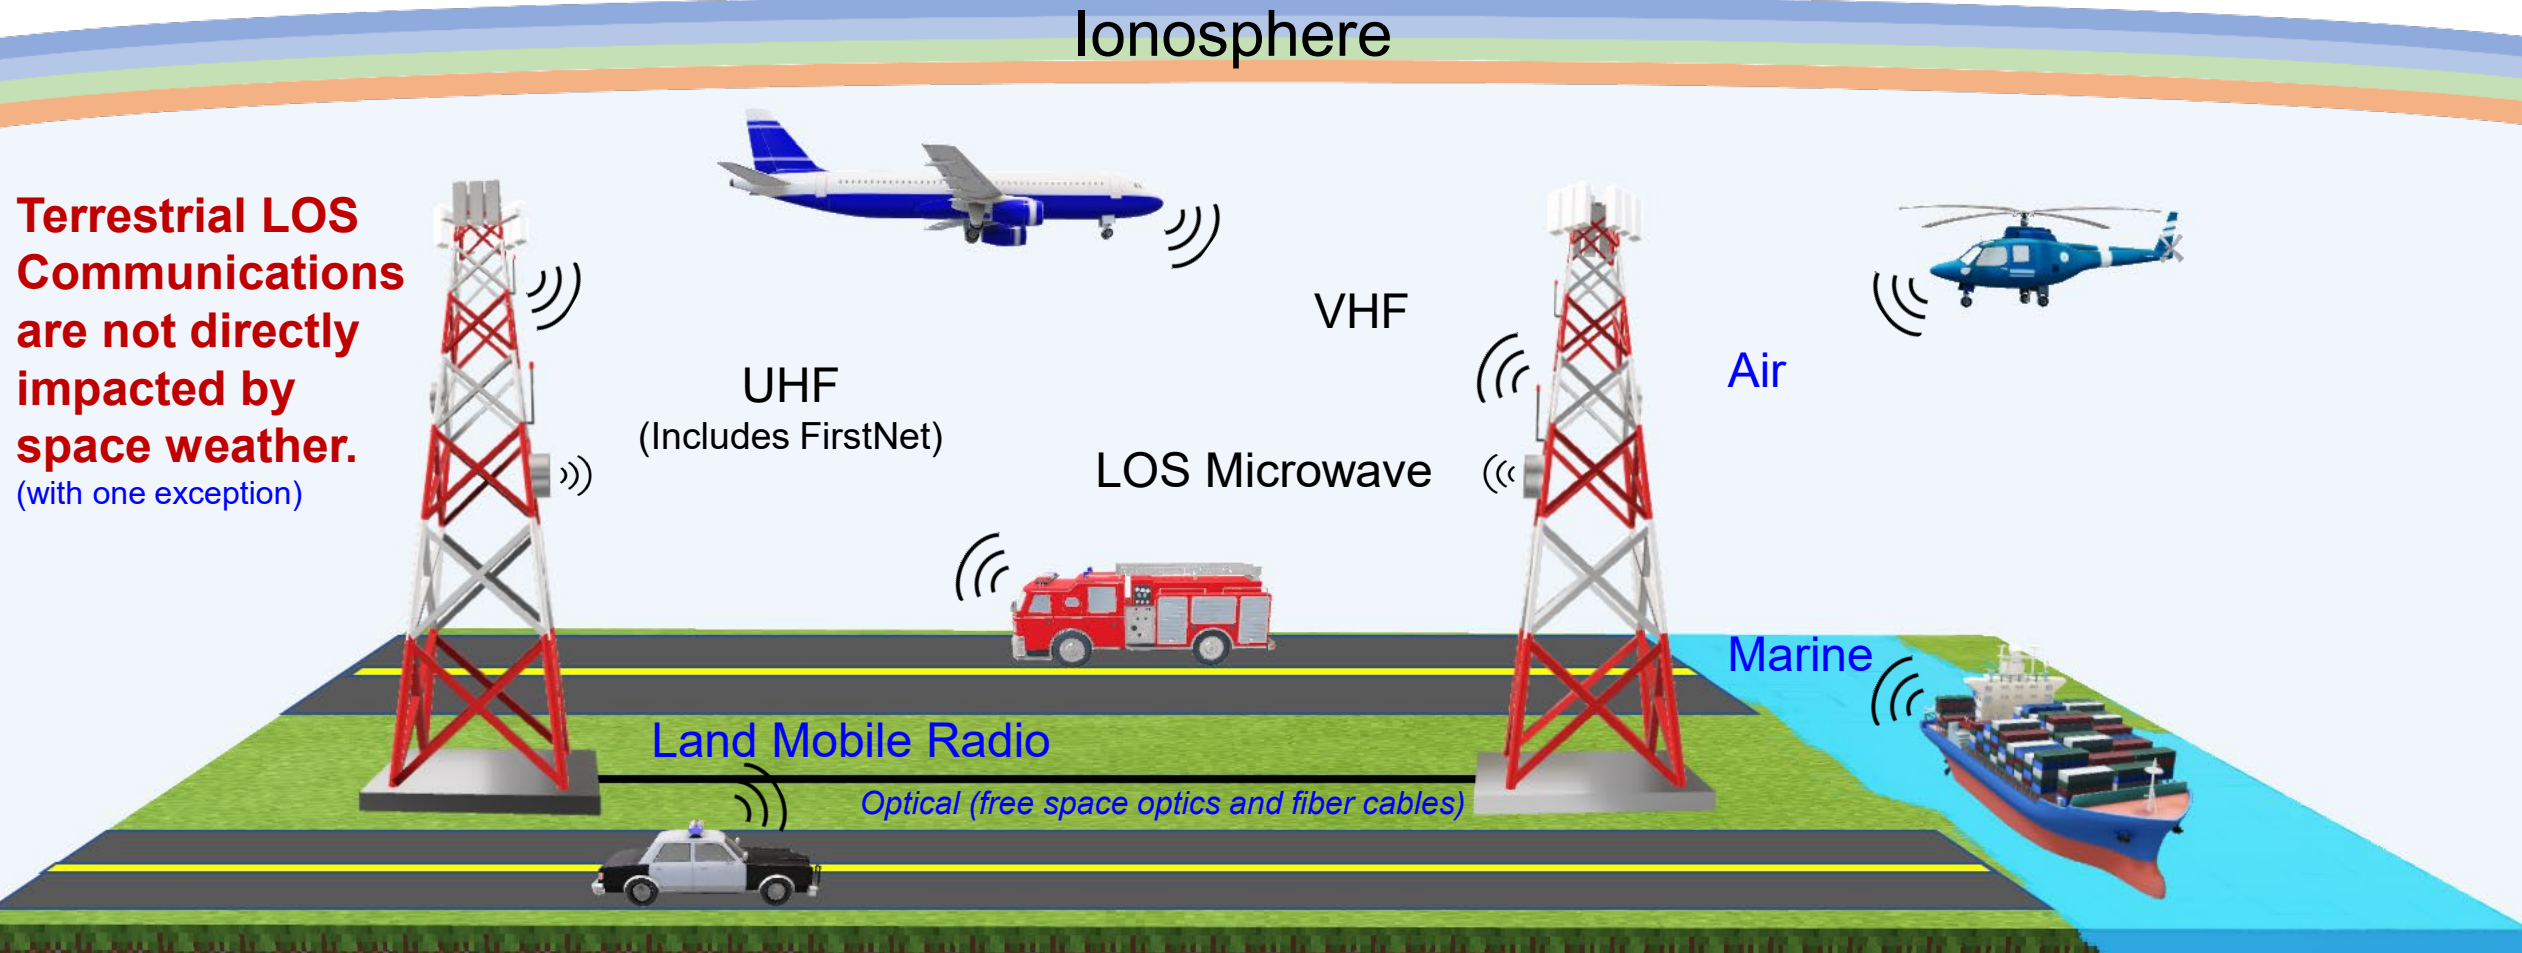 Ionosphere
Terrestrial LOS
Communications
are not directly
impacted by
space weather.
(with one exception)
VHF
Air
UHF
(Includes FirstNet)
LOS Microwave
Marine
Land Mobile Radio
Optical (free space optics and fiber cables)